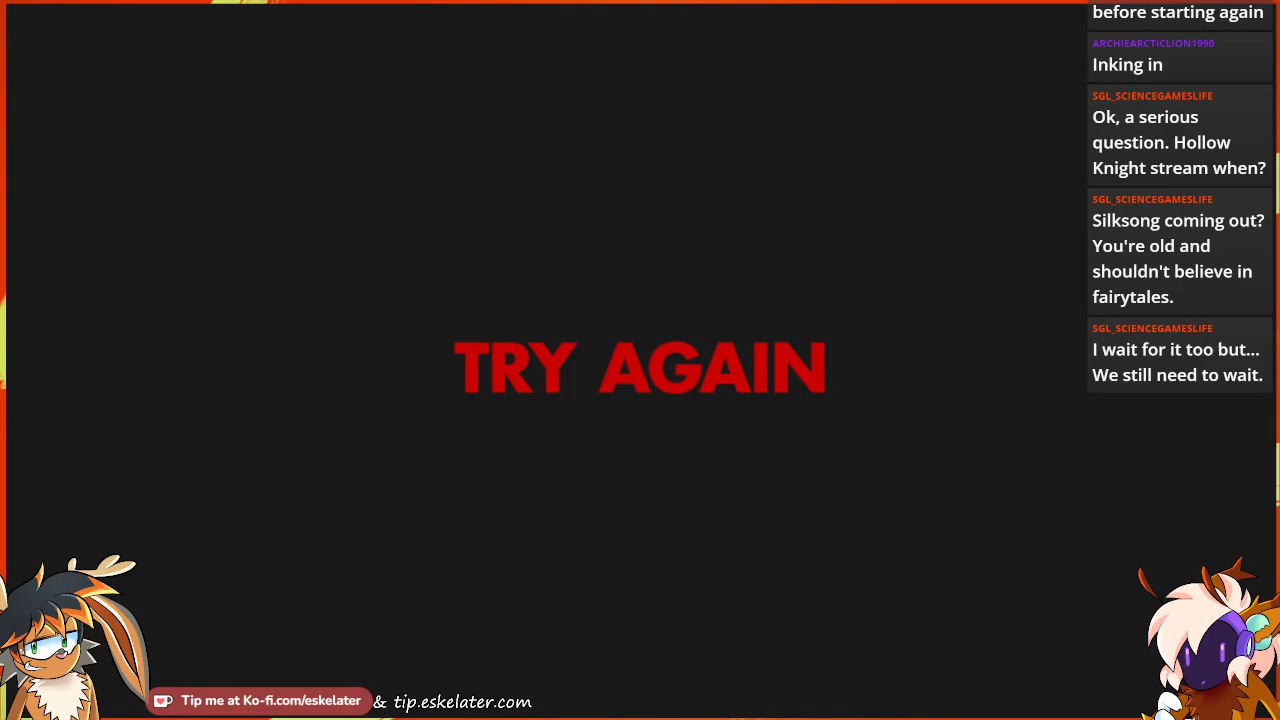 before starting again
ARCHIEARCTICLION1990
Inking in
SGL_SCIENCEGAMESLIFE
Ok, a serious
question. Hollow
Knight stream when?
SGL_SCIENCEGAMESLIFE
Silksong coming out?
You're old and
shouldn't believe in
fairytales.
SGL_SCIENCEGAMESLIFE
I wait for it too but...
We still need to wait.
TRY AGAIN
Tip me at Ko-fi.com/eskelater & tip.eskelater.com